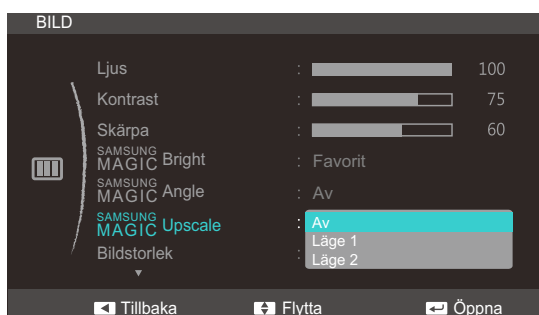 BILD
Ljus : 100
Kontrast : 75
Skärpa : 60
SAMSUNG MAGIC Bright : Favorit
SAMSUNG MAGIC Angle : Av
SAMSUNG MAGIC Upscale : Av
Läge 1
Bildstorlek : Läge 2
Tillbaka Flytta Öppna